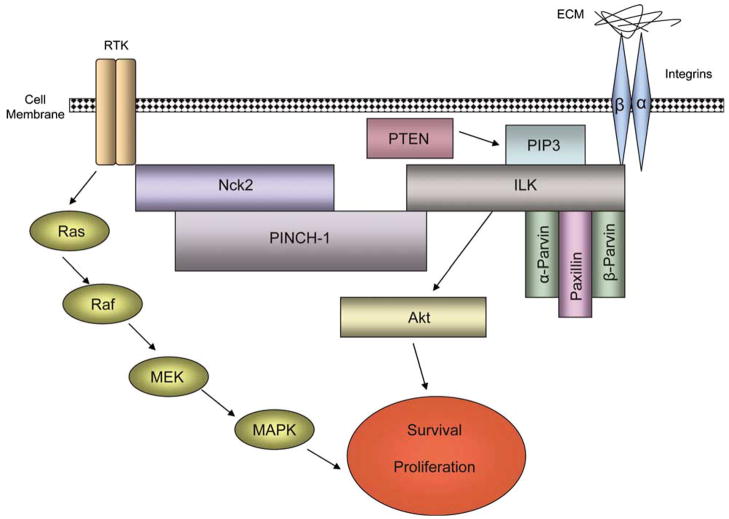 ECM
RTK
Integrins
Cell
Membrane
β
α
PTEN
PIP3
Nck2
ILK
Ras
PINCH-1
α-Parvin
Paxillin
β-Parvin
Raf
Akt
MEK
MAPK
Survival
Proliferation